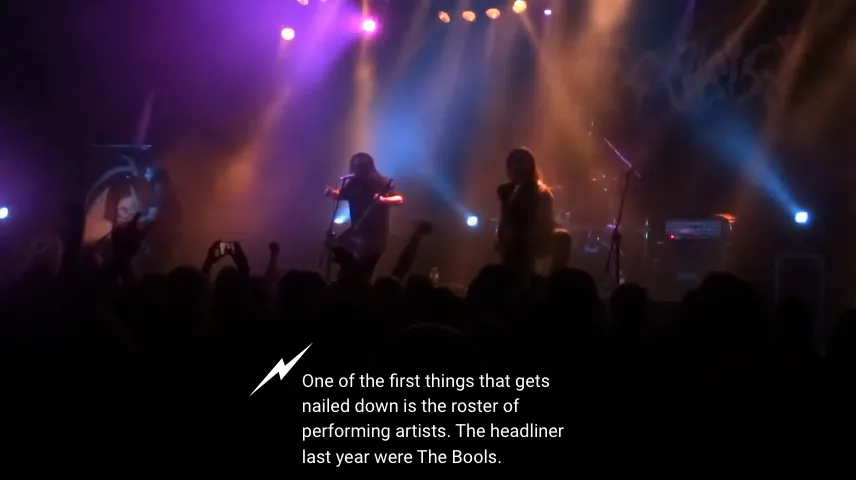 One of the first things that gets
nailed down is the roster of
performing artists. The headliner
last year were The Bools.